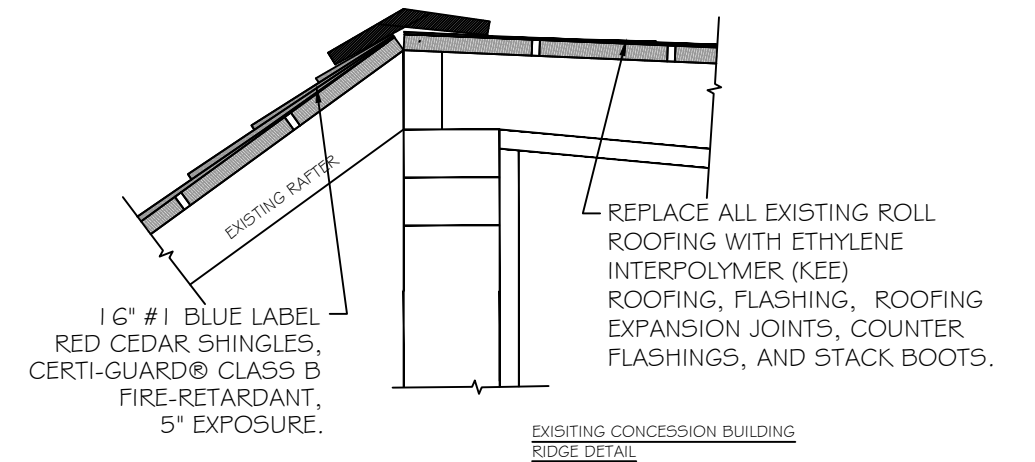 EXISTING RAFTER
REPLACE ALL EXISTING ROLL
ROOFING WITH ETHYLENE
INTERPOLYMER (KEE)
ROOFING, FLASHING, ROOFING
EXPANSION JOINTS, COUNTER
FLASHINGS, AND STACK BOOTS.
16" #1 BLUE LABEL
RED CEDAR SHINGLES,
CERTI-GUARD® CLASS B
FIRE-RETARDANT,
5" EXPOSURE.
EXISITING CONCESSION BUILDING
RIDGE DETAIL